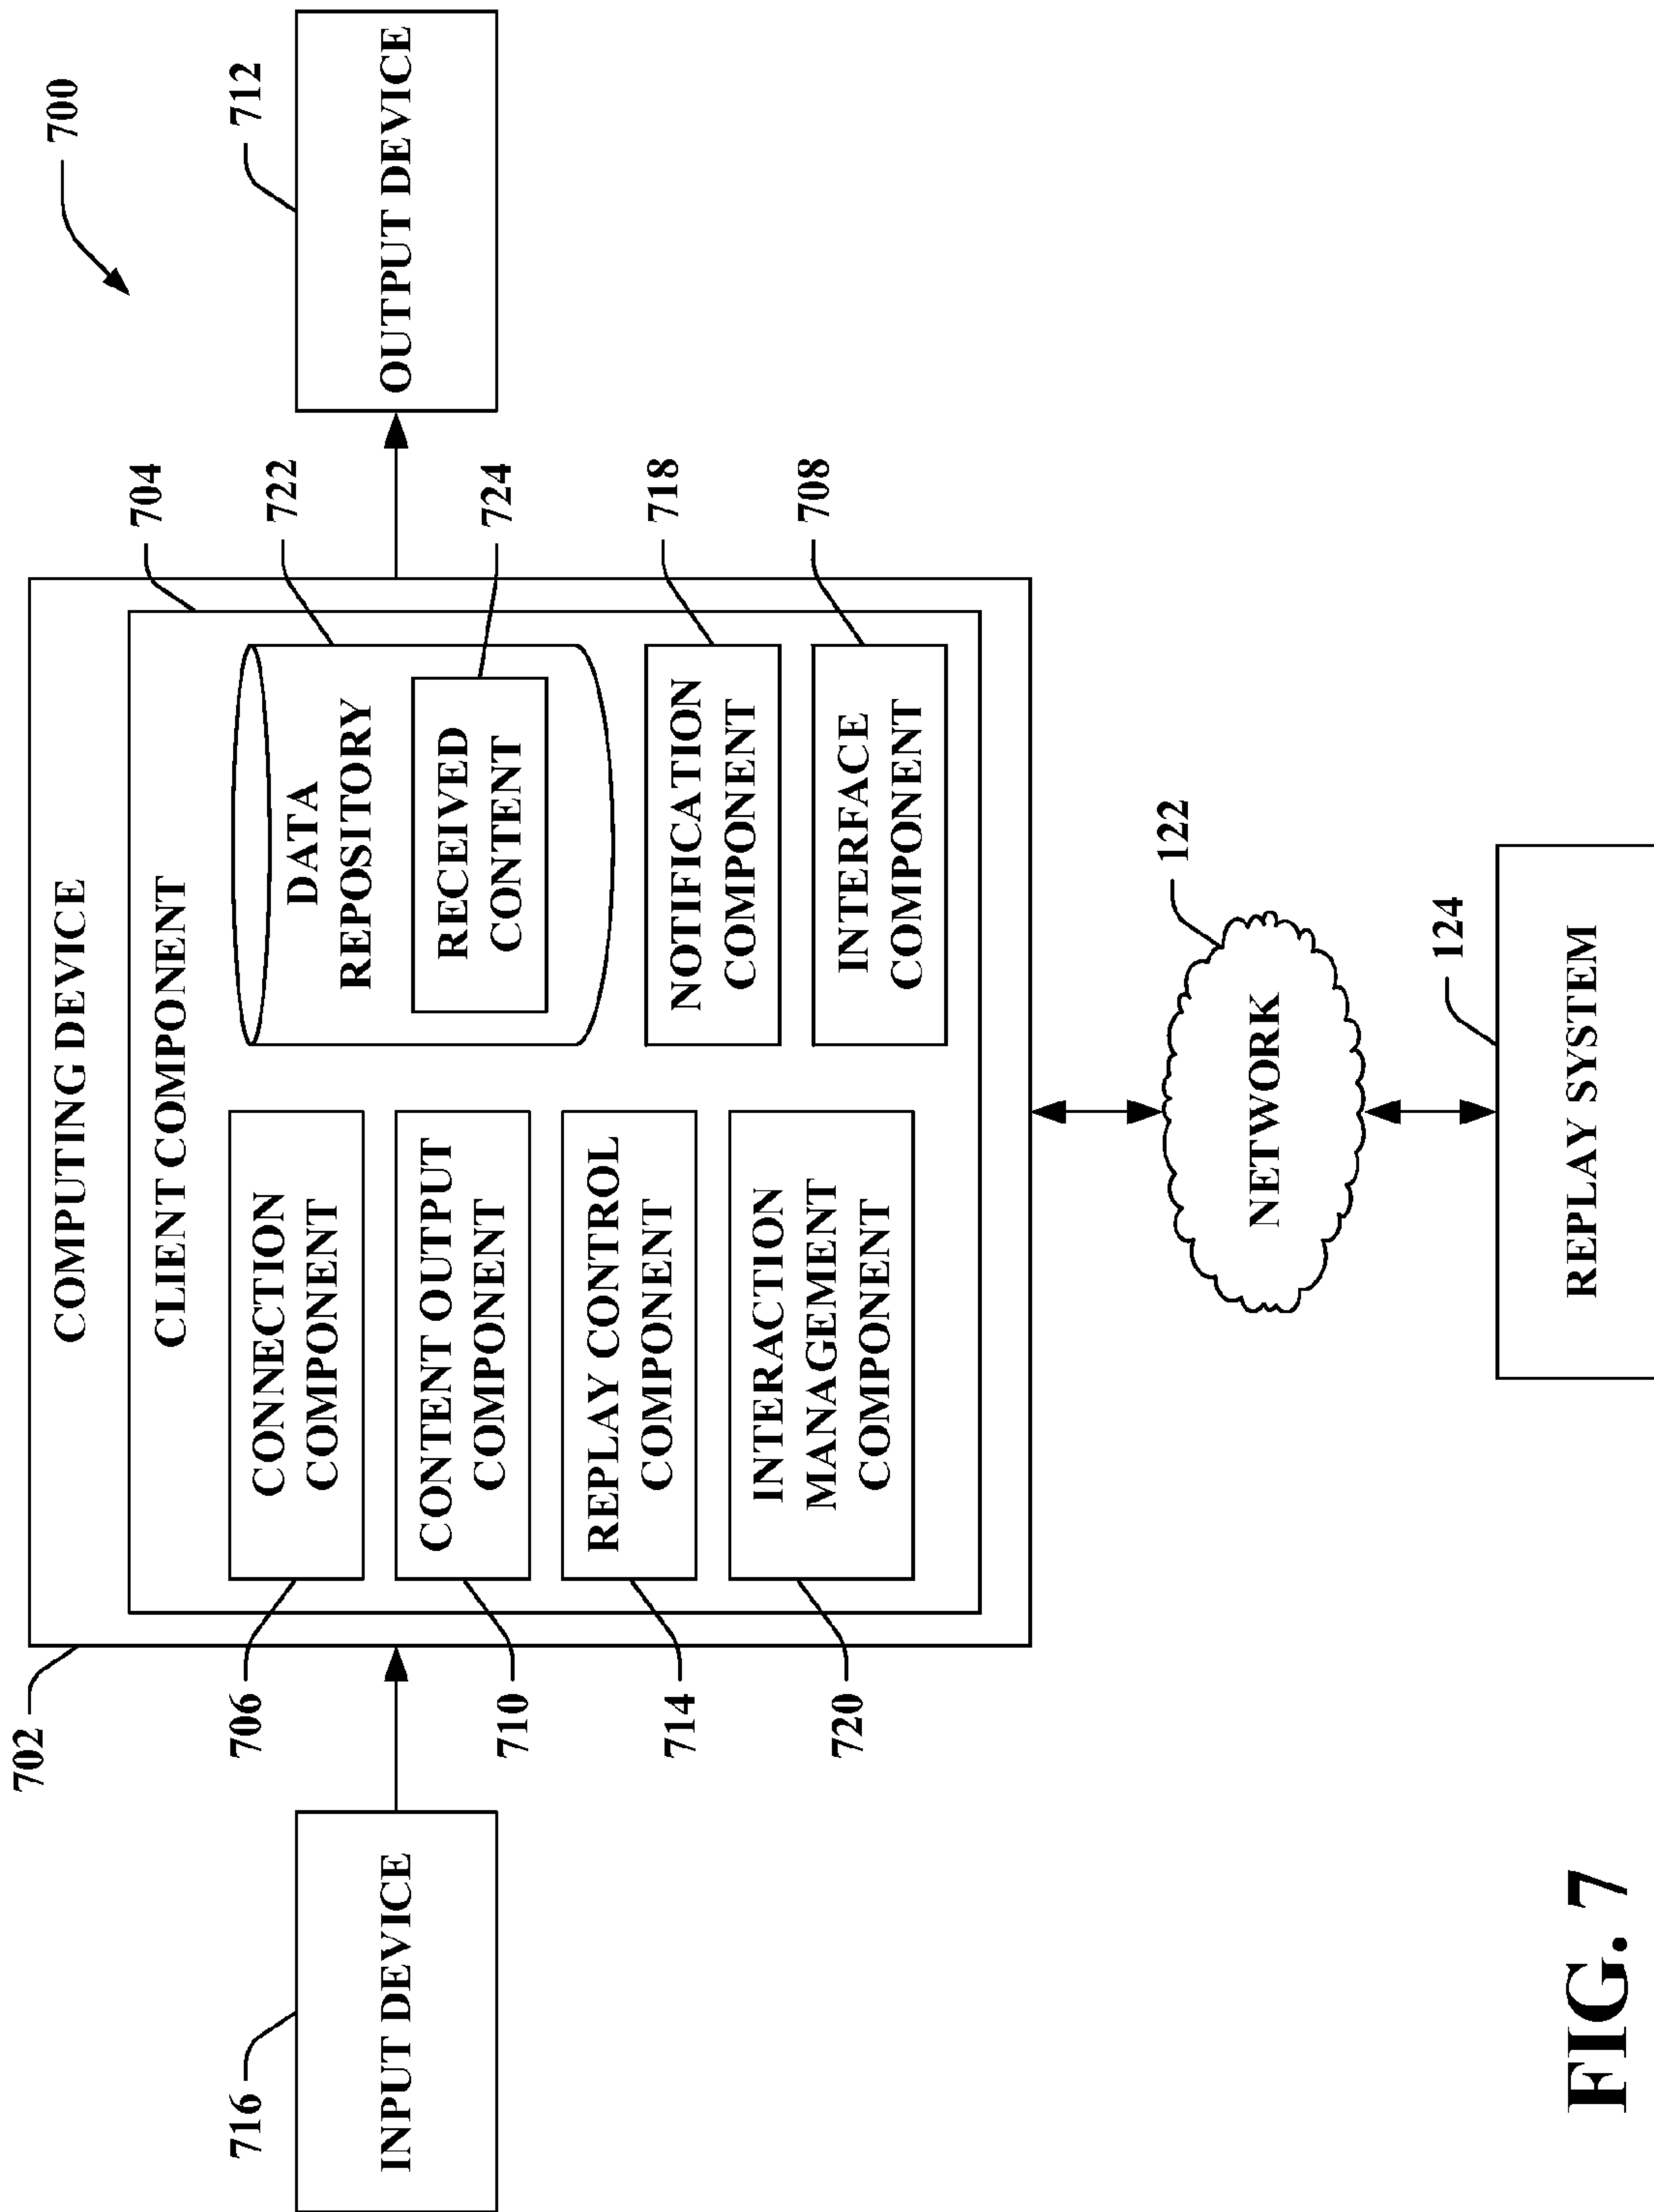 700
702
COMPUTING DEVICE
704
CLIENT COMPONENT
716
INPUT DEVICE
712
OUTPUT DEVICE
706
CONNECTION
COMPONENT
710
CONTENT OUTPUT
COMPONENT
714
REPLAY CONTROL
COMPONENT
720
INTERACTION
MANAGEMENT
COMPONENT
722
DATA
REPOSITORY
724
RECEIVED
CONTENT
718
NOTIFICATION
COMPONENT
708
INTERFACE
COMPONENT
122
NETWORK
124
REPLAY SYSTEM
FIG. 7